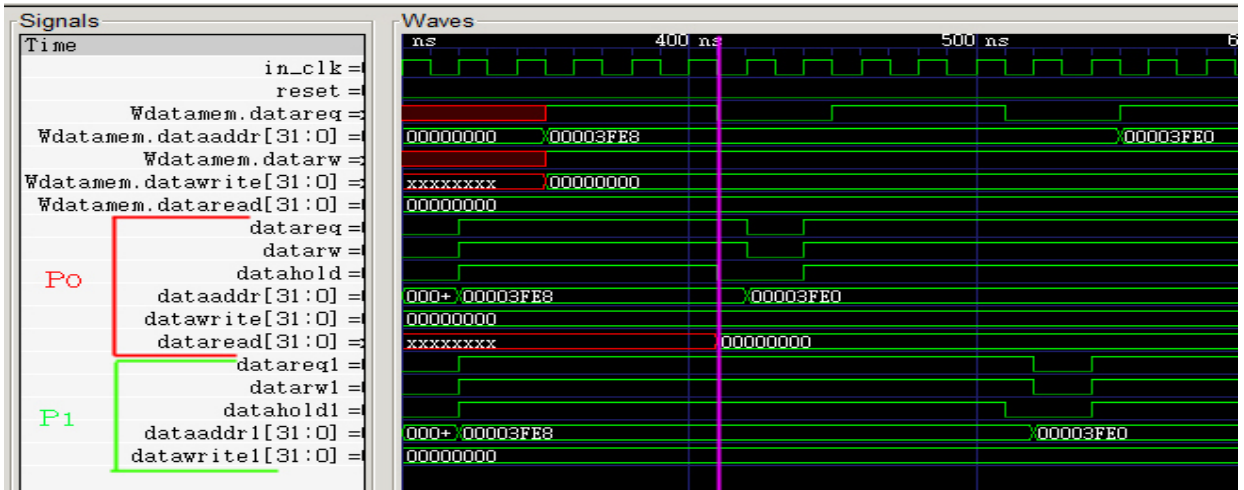 Signals
Waves
Time
ns 400 ns 500 ns 6
in_clk =
reset =
Wdatamem.datareq =
Wdatamem.dataaddr[31:0] = 00000000 00003FE8 00003FE0
Wdatamem.datarw =
Wdatamem.datawrite[31:0] = xxxxxxxx 00000000
Wdatamem.dataread[31:0] = 00000000
datareq =
datarw =
datahold =
P0
dataaddr[31:0] = 000+ 00003FE8 00003FE0
datawrite[31:0] = 00000000
dataread[31:0] = xxxxxxxx 00000000
datareq1 =
datarw1 =
datahold1 =
P1
dataaddr1[31:0] = 000+ 00003FE8 00003FE0
datawrite1[31:0] = 00000000